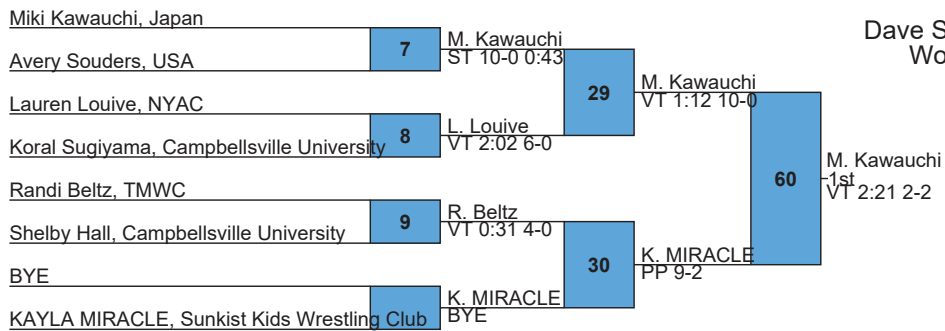 Miki Kawauchi, Japan
Avery Souders, USA
7
M. Kawauchi
ST 10-0 0:43
Lauren Louive, NYAC
Koral Sugiyama, Campbellsville University
8
L. Louive
VT 2:02 6-0
29
M. Kawauchi
VT 1:12 10-0
Randi Beltz, TMWC
Shelby Hall, Campbellsville University
9
R. Beltz
VT 0:31 4-0
BYE
KAYLA MIRACLE, Sunkist Kids Wrestling Club
K. MIRACLE
BYE
30
K. MIRACLE
PP 9-2
60
M. Kawauchi
1st
VT 2:21 2-2
Dave S
Wo